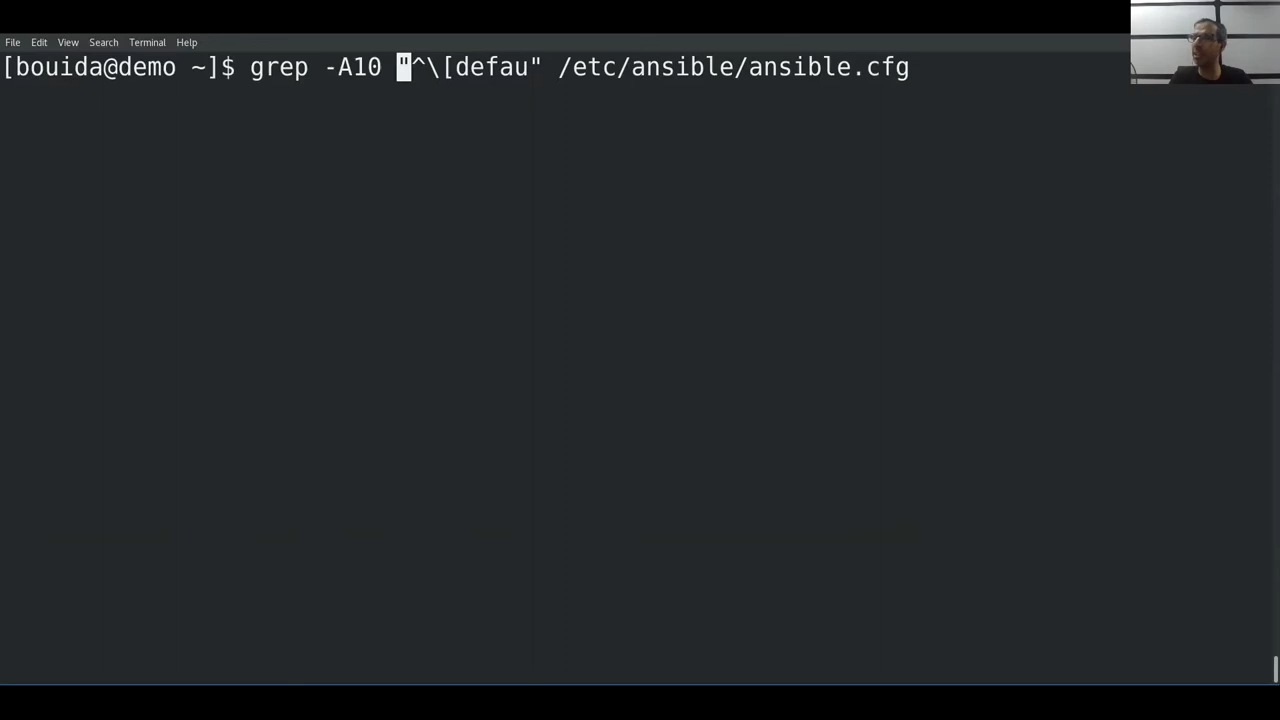 File Edit View Search Terminal Help
[bouida@demo ~]$ grep -A10 "^\[defau" /etc/ansible/ansible.cfg